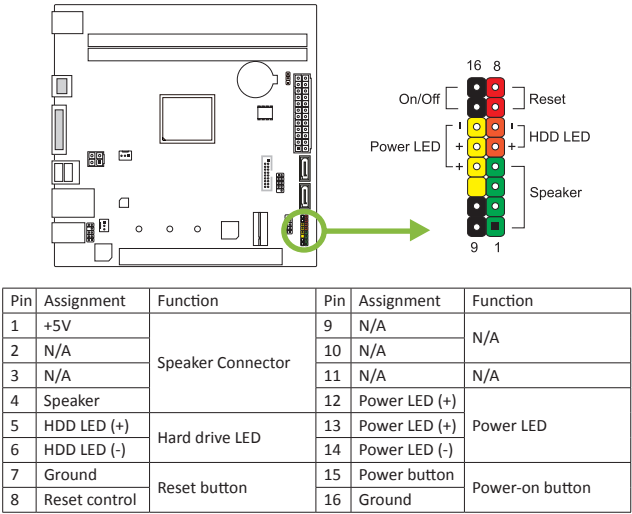 16 8
On/Off
Reset
- -
HDD LED
Power LED
+ +
+
Speaker
9 1
Pin Assignment Function Pin Assignment Function
1 +5V Speaker Connector 9 N/A N/A
2 N/A 10 N/A
3 N/A 11 N/A N/A
4 Speaker 12 Power LED (+) Power LED
5 HDD LED (+) Hard drive LED 13 Power LED (+)
6 HDD LED (-) 14 Power LED (-)
7 Ground Reset button 15 Power button Power-on button
8 Reset control 16 Ground